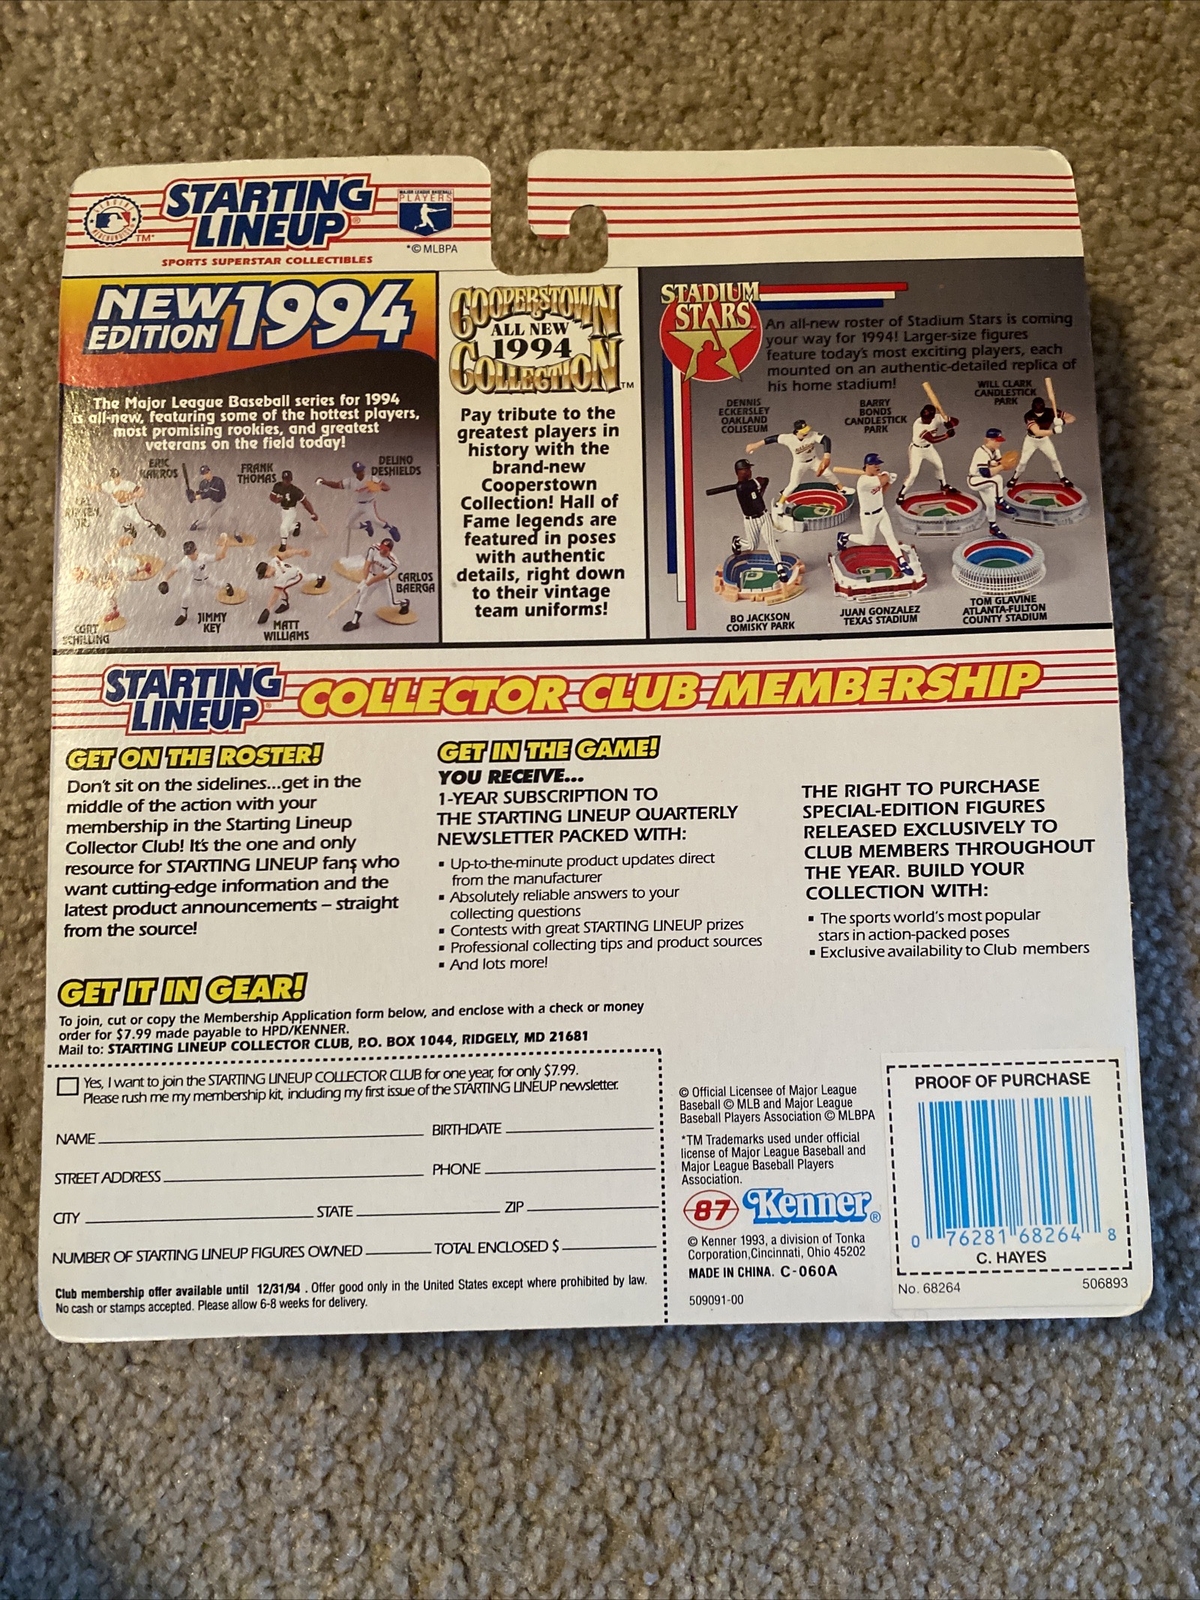 STARTING
LINEUP®
TM*
MAJOR LEAGUE BASEBALL
PLAYERS
*© MLBPA
SPORTS SUPERSTAR COLLECTIBLES
NEW
EDITION
1994
The Major League Baseball series for 1994
is all-new, featuring some of the hottest players,
most promising rookies, and greatest
veterans on the field today!
ERIC
KARROS
FRANK
THOMAS
DELINO
DESHIELDS
CAL
RIPKEN
JR.
CARLOS
BAERGA
JIMMY
KEY
MATT
WILLIAMS
CURT
SCHILLING
COOPERSTOWN
ALL NEW
1994
COLLECTION™
Pay tribute to the
greatest players in
history with the
brand-new
Cooperstown
Collection! Hall of
Fame legends are
featured in poses
with authentic
details, right down
to their vintage
team uniforms!
STADIUM
STARS
An all-new roster of Stadium Stars is coming
your way for 1994! Larger-size figures
feature today's most exciting players, each
mounted on an authentic-detailed replica of
his home stadium!
DENNIS
ECKERSLEY
OAKLAND
COLISEUM
BARRY
BONDS
CANDLESTICK
PARK
WILL CLARK
CANDLESTICK
PARK
BO JACKSON
COMISKY PARK
JUAN GONZALEZ
TEXAS STADIUM
TOM GLAVINE
ATLANTA-FULTON
COUNTY STADIUM
STARTING
LINEUP®
COLLECTOR CLUB MEMBERSHIP
GET ON THE ROSTER!
Don't sit on the sidelines...get in the
middle of the action with your
membership in the Starting Lineup
Collector Club! It's the one and only
resource for STARTING LINEUP fans who
want cutting-edge information and the
latest product announcements – straight
from the source!
GET IN THE GAME!
YOU RECEIVE...
1-YEAR SUBSCRIPTION TO
THE STARTING LINEUP QUARTERLY
NEWSLETTER PACKED WITH:
▪ Up-to-the-minute product updates direct
from the manufacturer
▪ Absolutely reliable answers to your
collecting questions
▪ Contests with great STARTING LINEUP prizes
▪ Professional collecting tips and product sources
▪ And lots more!
THE RIGHT TO PURCHASE
SPECIAL-EDITION FIGURES
RELEASED EXCLUSIVELY TO
CLUB MEMBERS THROUGHOUT
THE YEAR. BUILD YOUR
COLLECTION WITH:
▪ The sports world's most popular
stars in action-packed poses
▪ Exclusive availability to Club members
GET IT IN GEAR!
To join, cut or copy the Membership Application form below, and enclose with a check or money
order for $7.99 made payable to HPD/KENNER.
Mail to: STARTING LINEUP COLLECTOR CLUB, P.O. BOX 1044, RIDGELY, MD 21681
Yes, I want to join the STARTING LINEUP COLLECTOR CLUB for one year, for only $7.99.
Please rush me my membership kit, including my first issue of the STARTING LINEUP newsletter.
NAME BIRTHDATE
STREET ADDRESS PHONE
CITY STATE ZIP
NUMBER OF STARTING LINEUP FIGURES OWNED TOTAL ENCLOSED $
Club membership offer available until 12/31/94 . Offer good only in the United States except where prohibited by law.
No cash or stamps accepted. Please allow 6-8 weeks for delivery.
© Official Licensee of Major League
Baseball © MLB and Major League
Baseball Players Association © MLBPA
*TM Trademarks used under official
license of Major League Baseball and
Major League Baseball Players
Association.
87 Kenner®
© Kenner 1993, a division of Tonka
Corporation,Cincinnati, Ohio 45202
MADE IN CHINA. C-060A
509091-00
PROOF OF PURCHASE
0 76281 68264 8
C. HAYES
No. 68264 506893